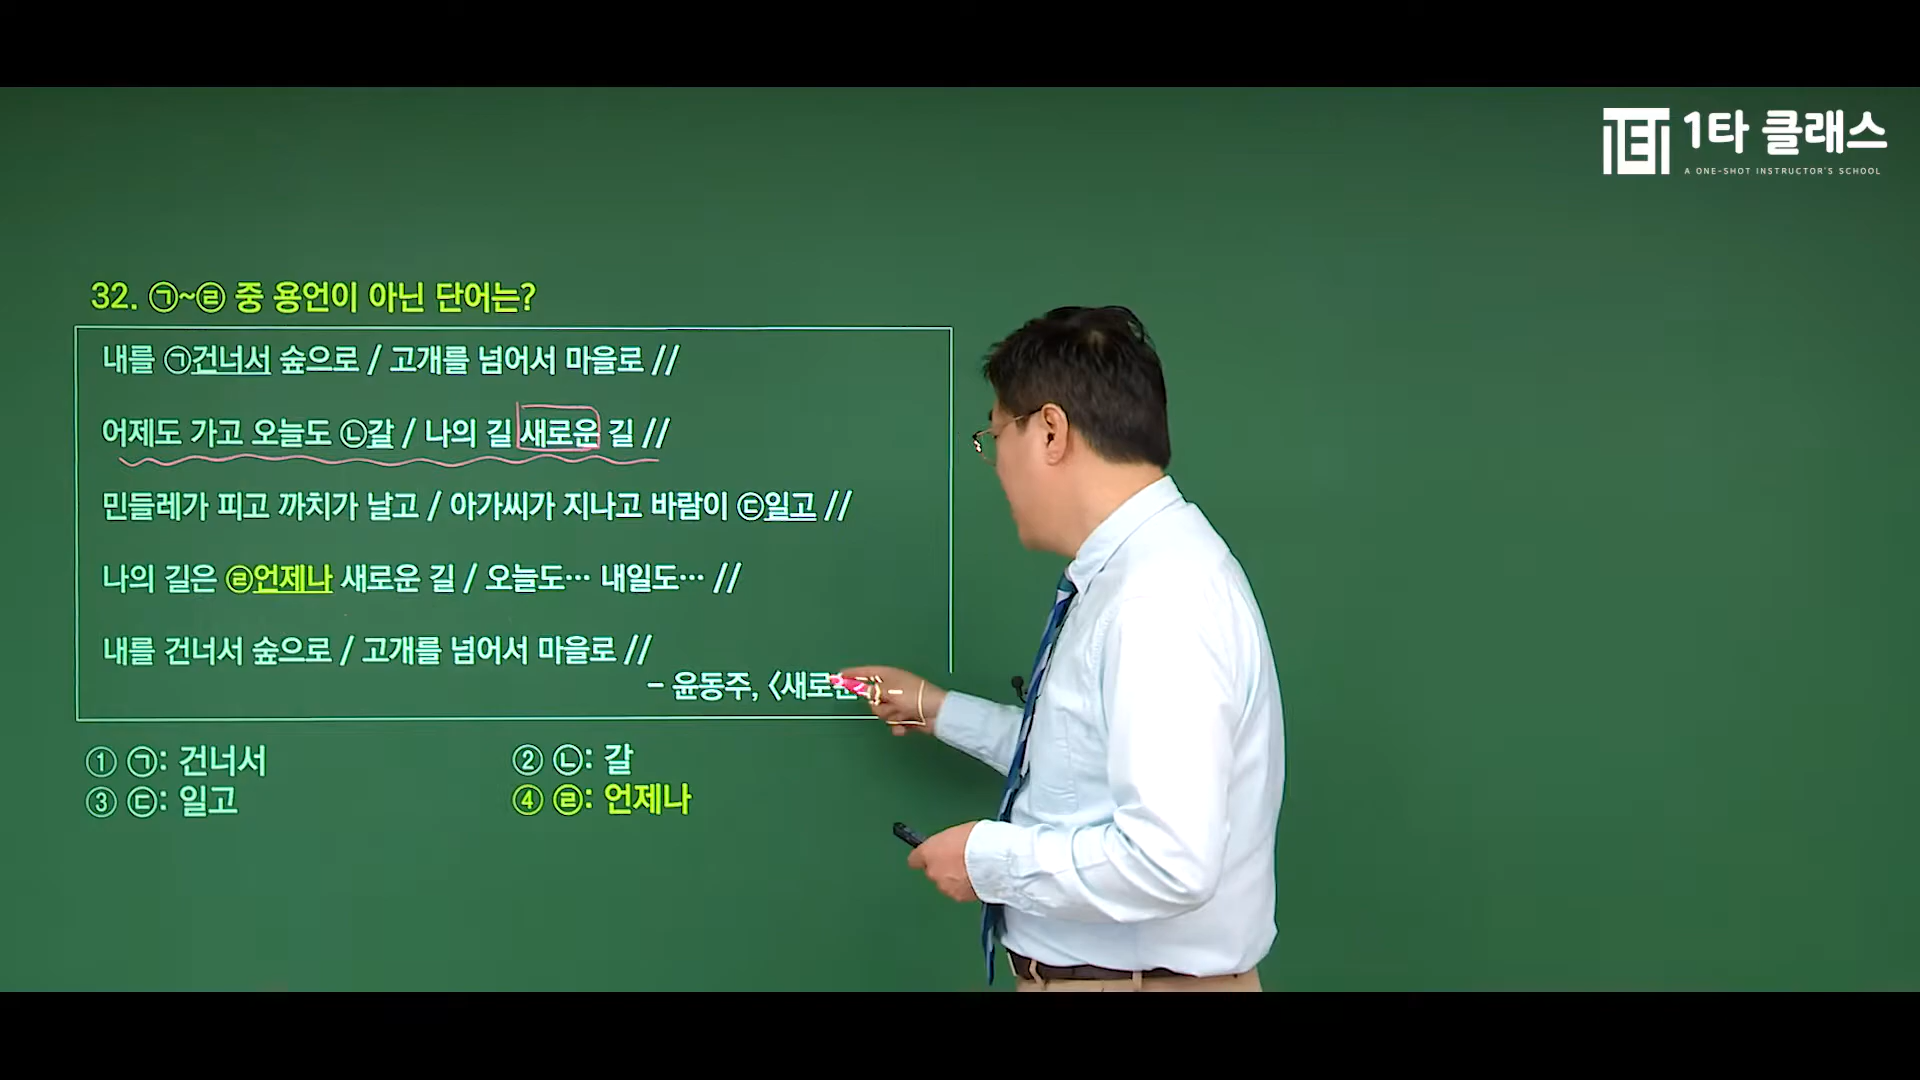 1타 클래스
A ONE-SHOT INSTRUCTOR'S SCHOOL
32. ㉠~㉣ 중 용언이 아닌 단어는?
내를 ㉠건너서 숲으로 / 고개를 넘어서 마을로 //
어제도 가고 오늘도 ㉡갈 / 나의 길 새로운 길 //
민들레가 피고 까치가 날고 / 아가씨가 지나고 바람이 ㉢일고 //
나의 길은 ㉣언제나 새로운 길 / 오늘도… 내일도… //
내를 건너서 숲으로 / 고개를 넘어서 마을로 //
- 윤동주, <새로운
① ㉠: 건너서 ② ㉡: 갈
③ ㉢: 일고 ④ ㉣: 언제나